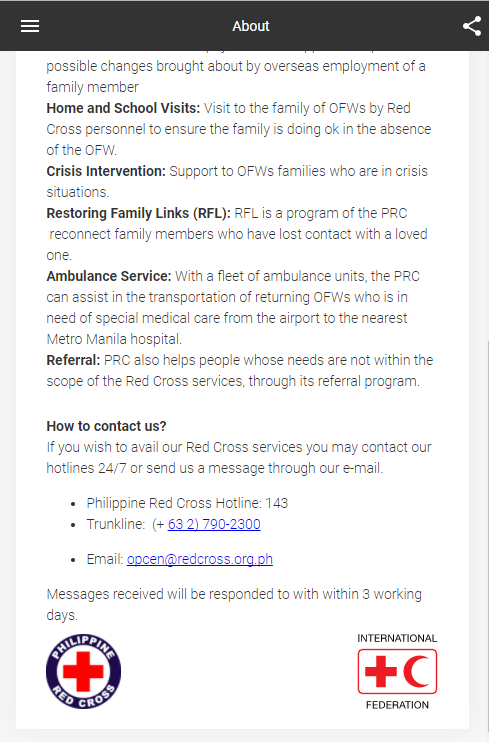 About
possible changes brought about by overseas employment of a
family member
Home and School Visits: Visit to the family of OFWs by Red
Cross personnel to ensure the family is doing ok in the absence
of the OFW.
Crisis Intervention: Support to OFWs families who are in crisis
situations.
Restoring Family Links (RFL): RFL is a program of the PRC
reconnect family members who have lost contact with a loved
one.
Ambulance Service: With a fleet of ambulance units, the PRC
can assist in the transportation of returning OFWs who is in
need of special medical care from the airport to the nearest
Metro Manila hospital.
Referral: PRC also helps people whose needs are not within the
scope of the Red Cross services, through its referral program.
How to contact us?
If you wish to avail our Red Cross services you may contact our
hotlines 24/7 or send us a message through our e-mail.
• Philippine Red Cross Hotline: 143
• Trunkline: (+ 63 2) 790-2300
• Email: opcen@redcross.org.ph
Messages received will be responded to with within 3 working
days.
PHILIPPINE
RED CROSS
INTERNATIONAL
FEDERATION